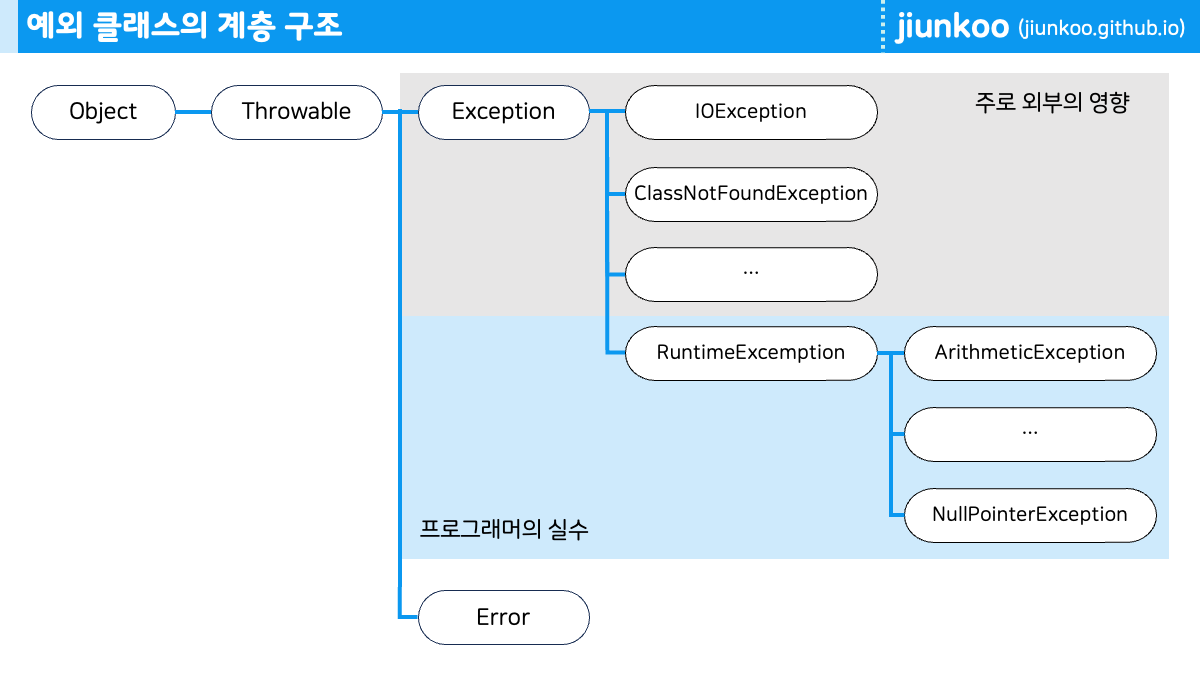 예외 클래스의 계층 구조
jiunkoo (jiunkoo.github.io)
Object
Throwable
Exception
IOException
주로 외부의 영향
ClassNotFoundException
...
RuntimeExcemption
ArithmeticException
...
NullPointerException
프로그래머의 실수
Error